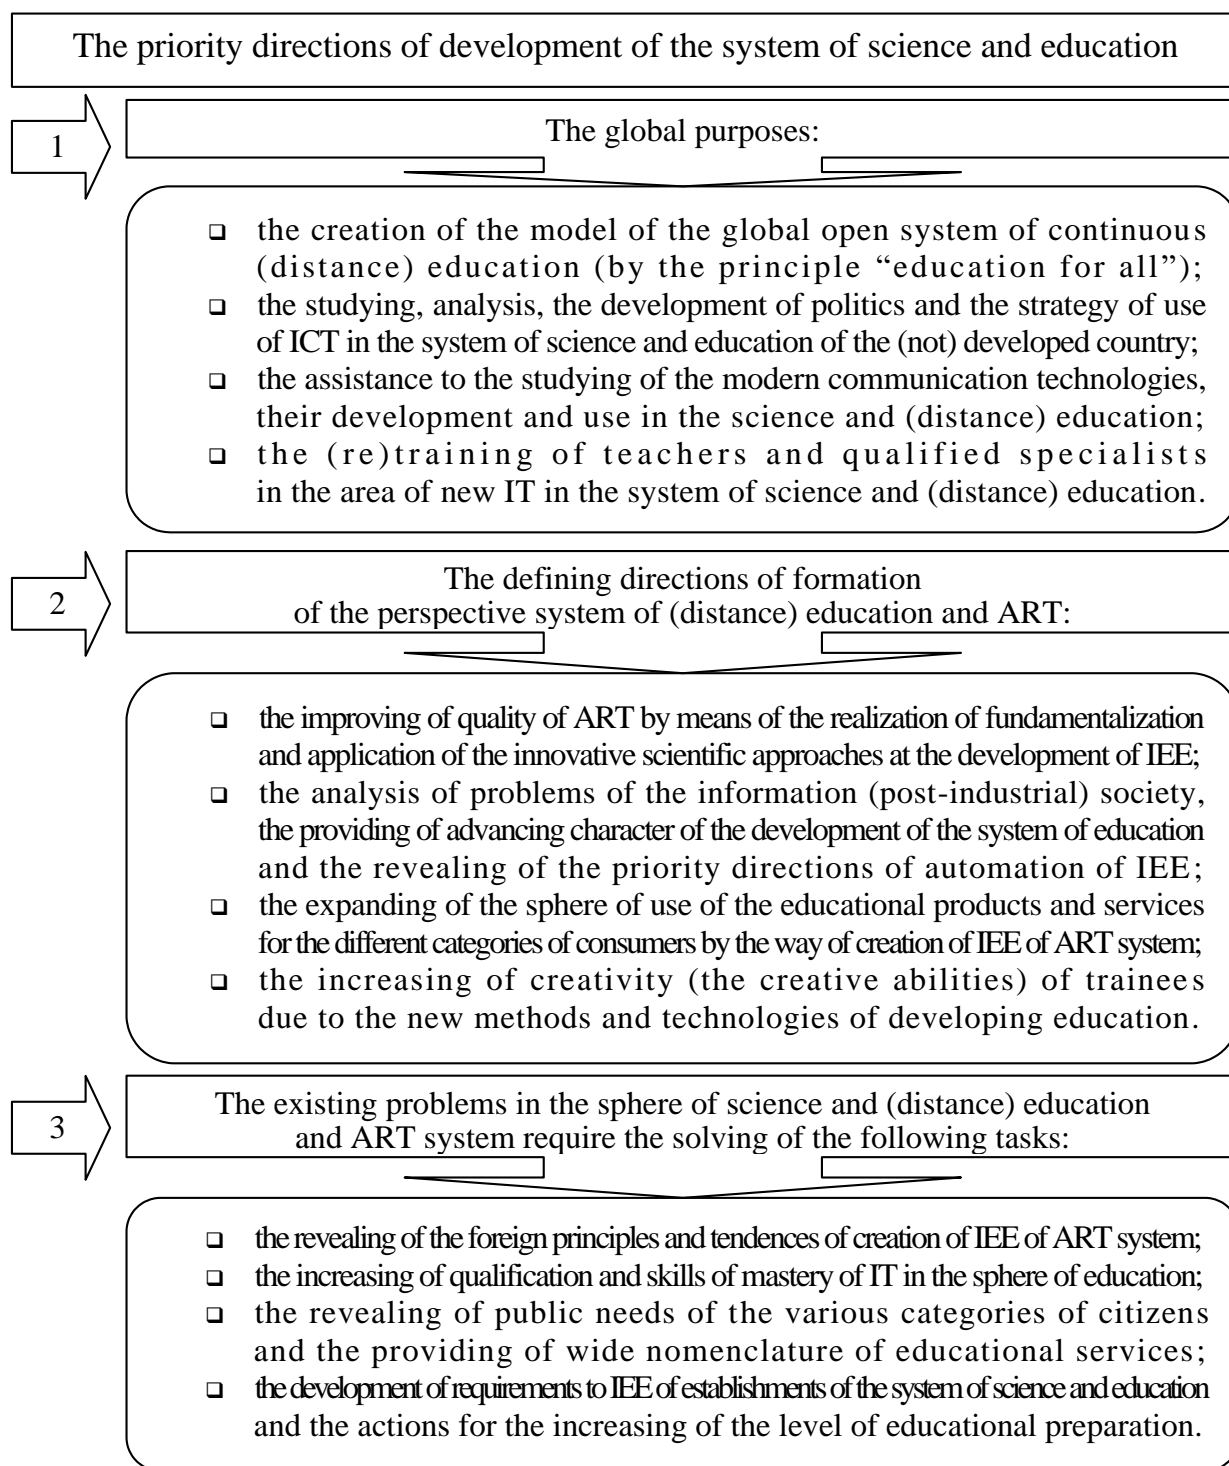 The priority directions of development of the system of science and education
1
The global purposes:
❑ the creation of the model of the global open system of continuous
(distance) education (by the principle “education for all”);
❑ the studying, analysis, the development of politics and the strategy of use
of ICT in the system of science and education of the (not) developed country;
❑ the assistance to the studying of the modern communication technologies,
their development and use in the science and (distance) education;
❑ the (re)training of teachers and qualified specialists
in the area of new IT in the system of science and (distance) education.
2
The defining directions of formation
of the perspective system of (distance) education and ART:
❑ the improving of quality of ART by means of the realization of fundamentalization
and application of the innovative scientific approaches at the development of IEE;
❑ the analysis of problems of the information (post-industrial) society,
the providing of advancing character of the development of the system of education
and the revealing of the priority directions of automation of IEE;
❑ the expanding of the sphere of use of the educational products and services
for the different categories of consumers by the way of creation of IEE of ART system;
❑ the increasing of creativity (the creative abilities) of trainees
due to the new methods and technologies of developing education.
3
The existing problems in the sphere of science and (distance) education
and ART system require the solving of the following tasks:
❑ the revealing of the foreign principles and tendences of creation of IEE of ART system;
❑ the increasing of qualification and skills of mastery of IT in the sphere of education;
❑ the revealing of public needs of the various categories of citizens
and the providing of wide nomenclature of educational services;
❑ the development of requirements to IEE of establishments of the system of science and education
and the actions for the increasing of the level of educational preparation.